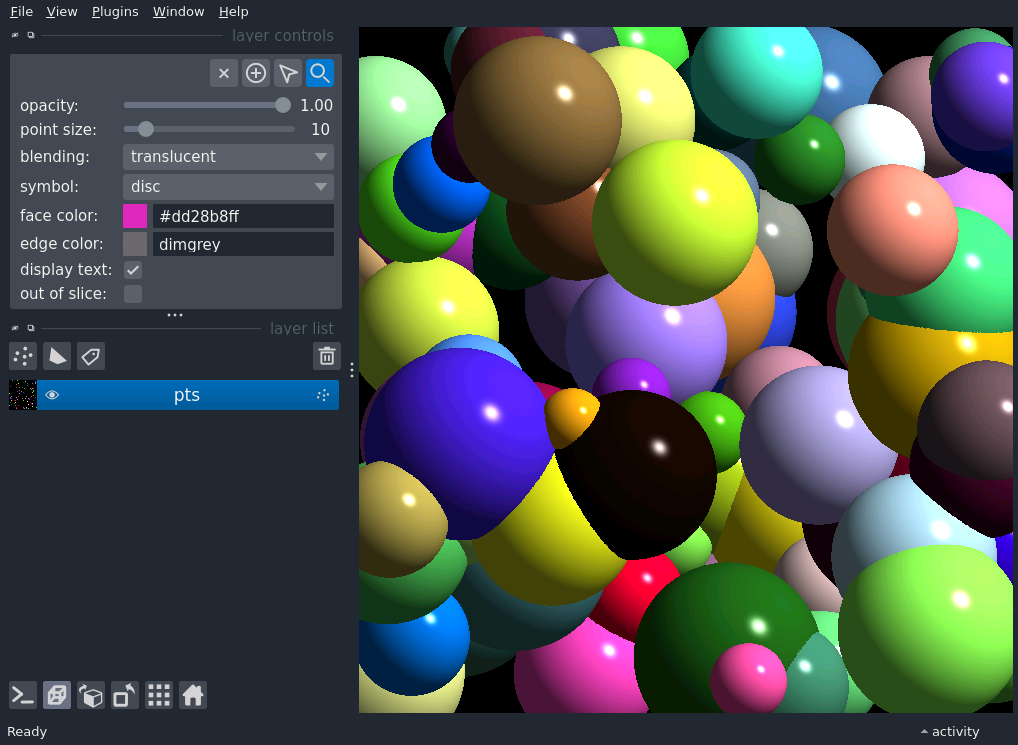 File View Plugins Window Help
layer controls
opacity: 1.00
point size: 10
blending: translucent
symbol: disc
face color: #dd28b8ff
edge color: dimgrey
display text:
out of slice:
layer list
pts
Ready activity